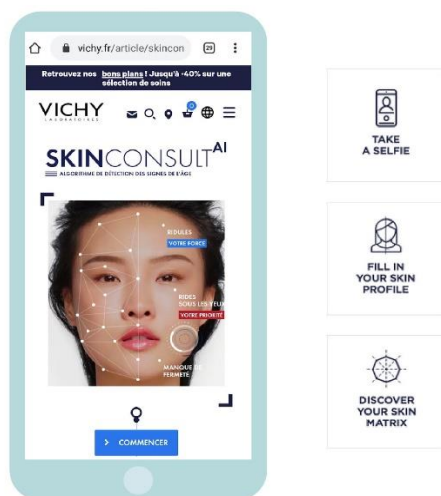 vichy.fr/article/skincon
29
Retrouvez nos bons plans ! Jusqu'à -40% sur une
sélection de soins
VICHY
LABORATOIRES
0
SKINCONSULT AI
ALGORITHME DE DÉTECTION DES SIGNES DE L'ÂGE
RIDULES
VOTRE FORCE
RIDES
SOUS LES YEUX
VOTRE PRIORITÉ
MANQUE DE
FERMETÉ
> COMMENCER
TAKE
A SELFIE
FILL IN
YOUR SKIN
PROFILE
DISCOVER
YOUR SKIN
MATRIX